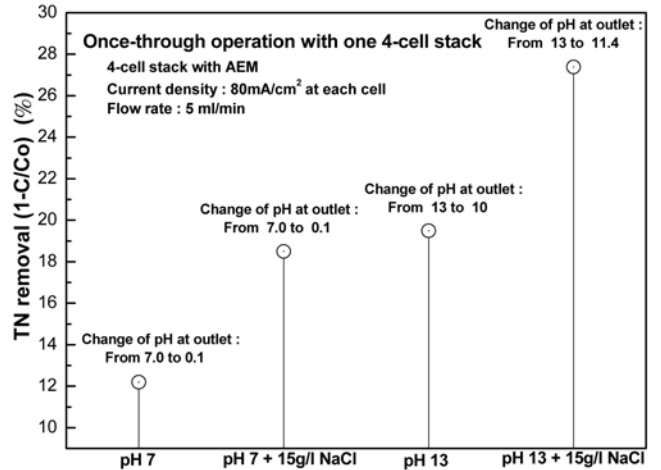 TN removal (1-C/Co) (%)
30
28
26
24
22
20
18
16
14
12
10
Once-through operation with one 4-cell stack
4-cell stack with AEM
Current density : 80mA/cm² at each cell
Flow rate : 5 ml/min
Change of pH at outlet :
From 13 to 11.4
Change of pH at outlet :
From 13 to 10
Change of pH at outlet :
From 7.0 to 0.1
Change of pH at outlet :
From 7.0 to 0.1
pH 7
pH 7 + 15g/l NaCl
pH 13
pH 13 + 15g/l NaCl